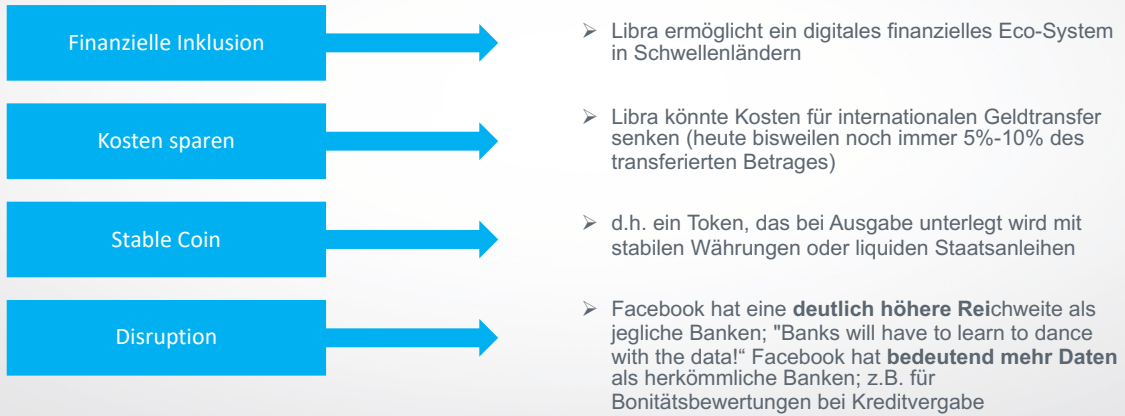 Finanzielle Inklusion
➢ Libra ermöglicht ein digitales finanzielles Eco-System
in Schwellenländern
Kosten sparen
➢ Libra könnte Kosten für internationalen Geldtransfer
senken (heute bisweilen noch immer 5%-10% des
transferierten Betrages)
Stable Coin
➢ d.h. ein Token, das bei Ausgabe unterlegt wird mit
stabilen Währungen oder liquiden Staatsanleihen
Disruption
➢ Facebook hat eine deutlich höhere Reichweite als
jegliche Banken; "Banks will have to learn to dance
with the data!“ Facebook hat bedeutend mehr Daten
als herkömmliche Banken; z.B. für
Bonitätsbewertungen bei Kreditvergabe